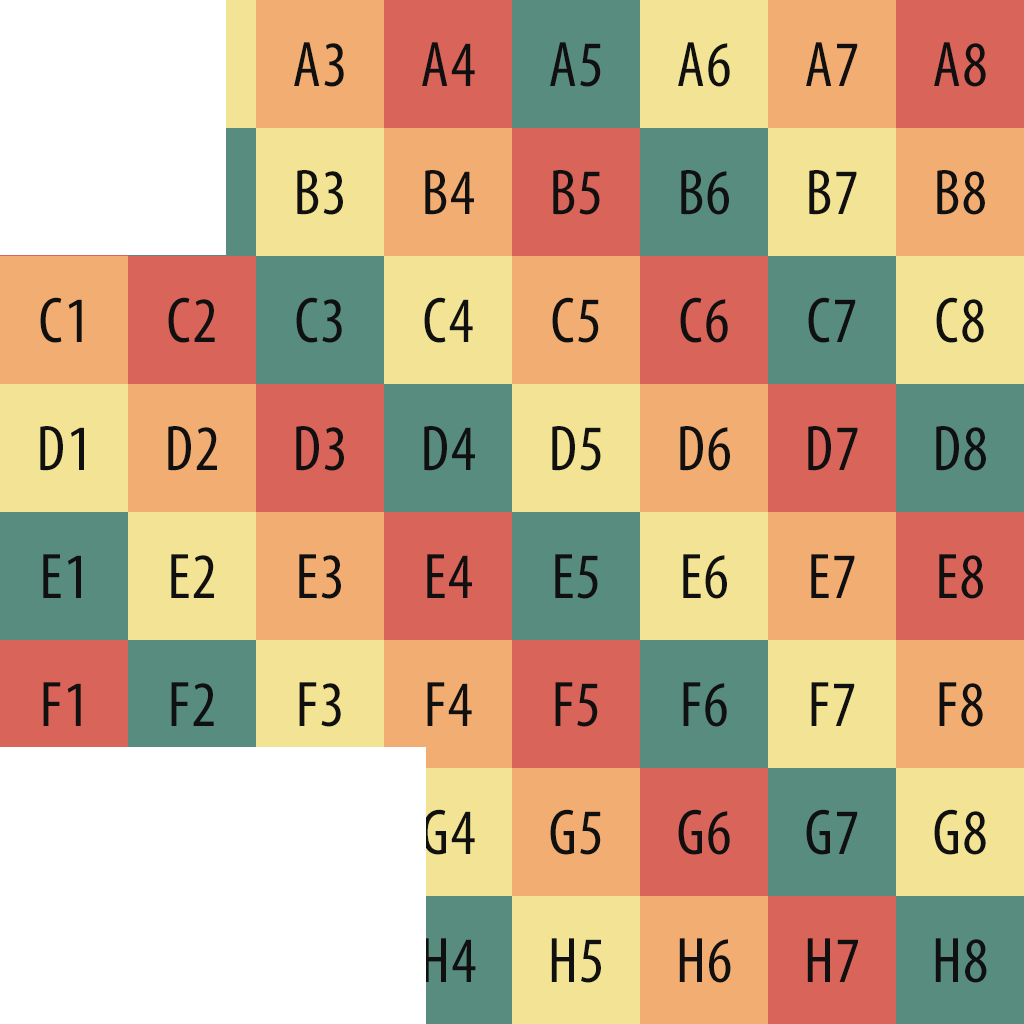 A3 A4 A5 A6 A7 A8
B3 B4 B5 B6 B7 B8
C1 C2 C3 C4 C5 C6 C7 C8
D1 D2 D3 D4 D5 D6 D7 D8
E1 E2 E3 E4 E5 E6 E7 E8
F1 F2 F3 F4 F5 F6 F7 F8
G4 G5 G6 G7 G8
H4 H5 H6 H7 H8